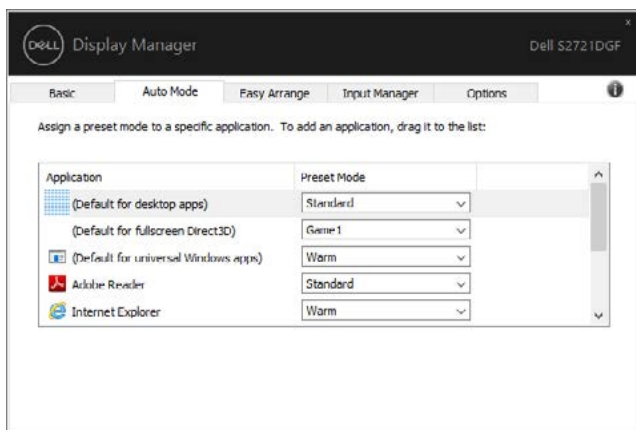 x
DELL Display Manager Dell S2721DGF
Basic Auto Mode Easy Arrange Input Manager Options
Assign a preset mode to a specific application. To add an application, drag it to the list:
Application Preset Mode
(Default for desktop apps) Standard
(Default for fullscreen Direct3D) Game1
(Default for universal Windows apps) Warm
Adobe Reader Standard
Internet Explorer Warm